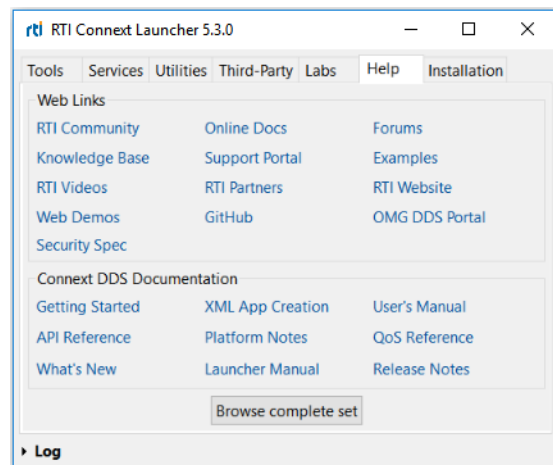 rti RTI Connext Launcher 5.3.0
Tools Services Utilities Third-Party Labs Help Installation
Web Links
RTI Community Online Docs Forums
Knowledge Base Support Portal Examples
RTI Videos RTI Partners RTI Website
Web Demos GitHub OMG DDS Portal
Security Spec
Connext DDS Documentation
Getting Started XML App Creation User's Manual
API Reference Platform Notes QoS Reference
What's New Launcher Manual Release Notes
Browse complete set
Log